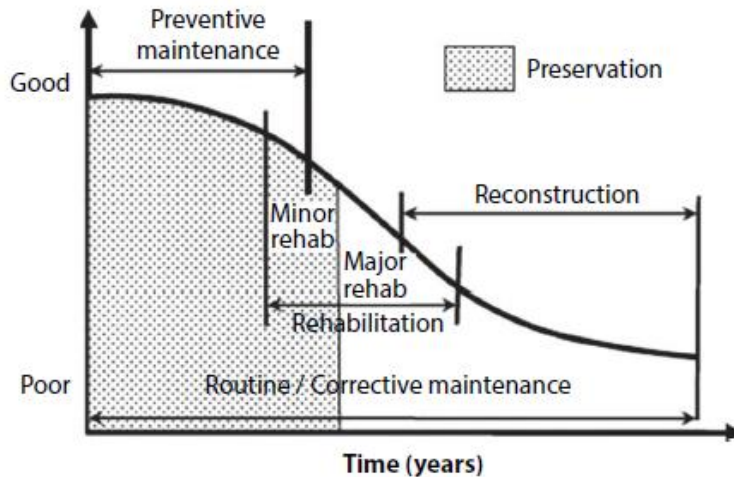 Preventive
maintenance
Good
Preservation
Reconstruction
Minor
rehab
Major
rehab
Rehabilitation
Poor
Routine / Corrective maintenance
Time (years)